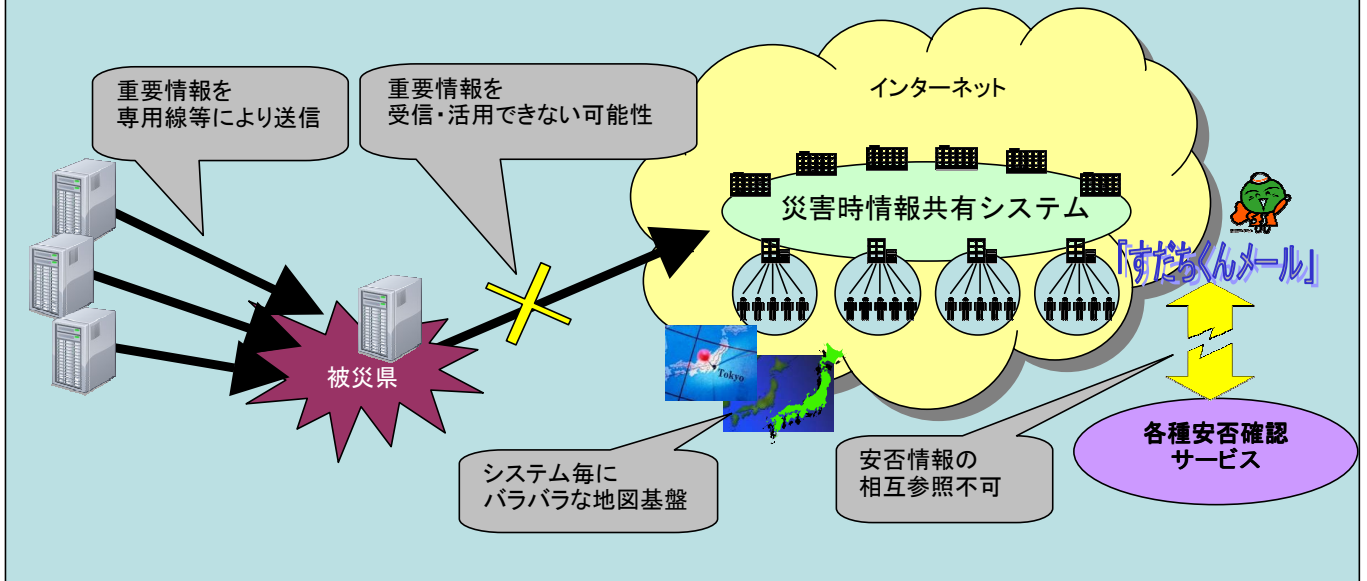 重要情報を
専用線等により送信
重要情報を
受信・活用できない可能性
インターネット
災害時情報共有システム
「すだちくんメール」
被災県
Tokyo
システム毎に
バラバラな地図基盤
安否情報の
相互参照不可
各種安否確認
サービス